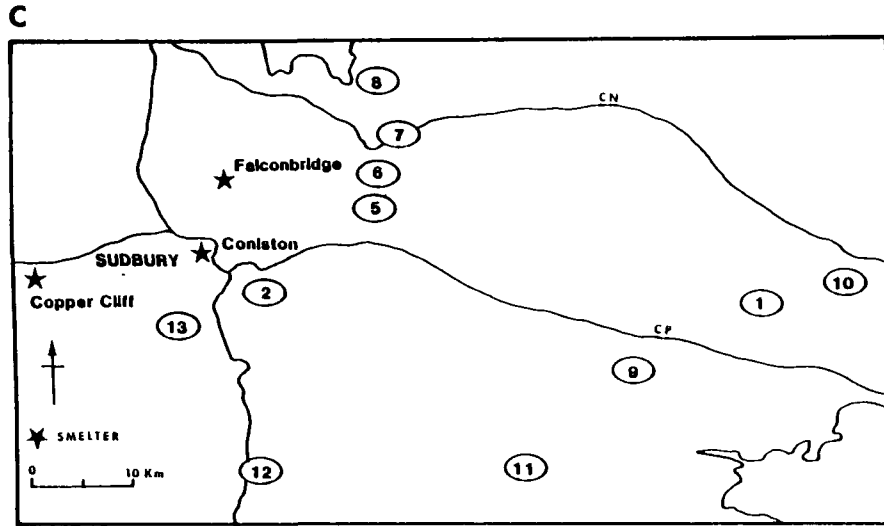 C
8
CN
7
Falconbridge
6
5
Coniston
SUDBURY
Copper Cliff
2
10
1
13
CP
9
SMELTER
0 10 Km
12
11